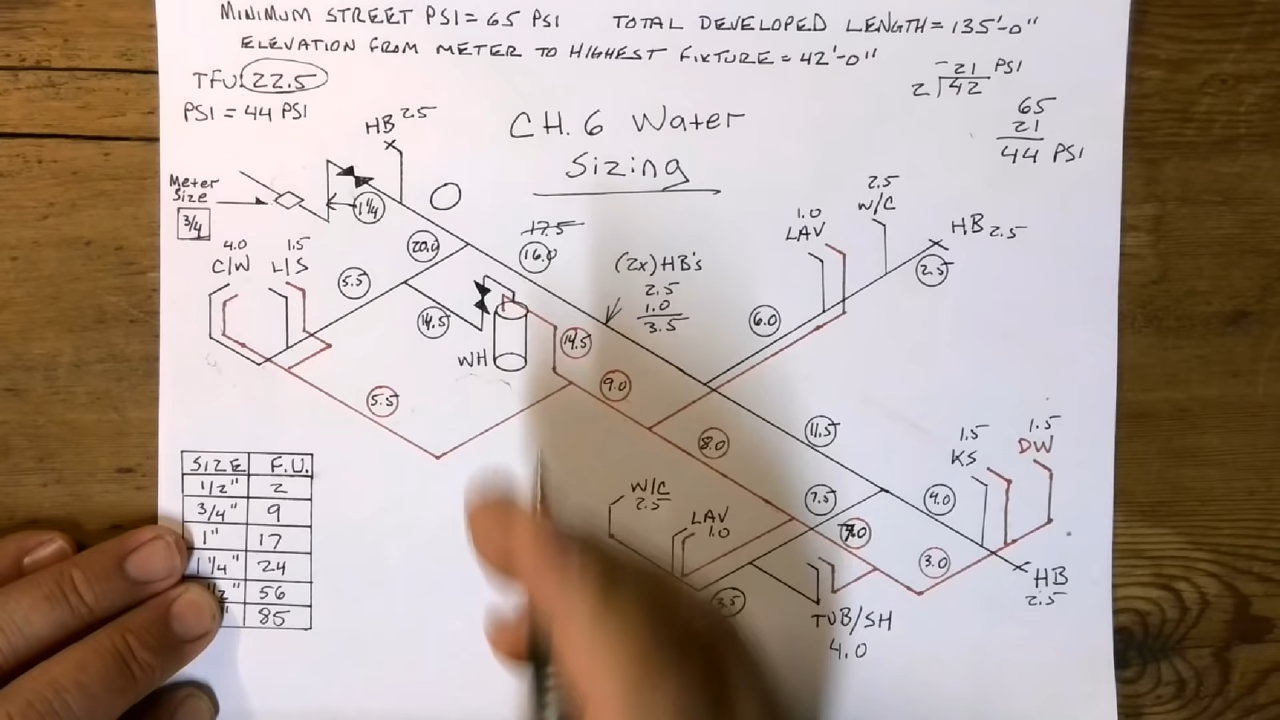 MINIMUM STREET PSI = 65 PSI TOTAL DEVELOPED LENGTH = 135'-0"
ELEVATION FROM METER TO HIGHEST FIXTURE = 42'-0"
TFU. 22.5
PSI = 44 PSI
-21 PSI
2)42
65
21
44 PSI
CH. 6 Water
Sizing
HB 2.5
Meter
Size
3/4
1 1/4
20.0
17.5
16.0
(2x) HB's
2.5
1.0
3.5
1.0
LAV
2.5
W/C
HB 2.5
2.5
4.0
C/W
1.5
L/S
5.5
14.5
WH
14.5
9.0
6.0
5.5
8.0
11.5
1.5
KS
1.5
DW
W/C
2.5
LAV
1.0
7.5
4.0
7.0
3.0
3.5
HB
2.5
TUB/SH
4.0
SIZE F.U.
1/2" 2
3/4" 9
1" 17
1 1/4" 24
56
85